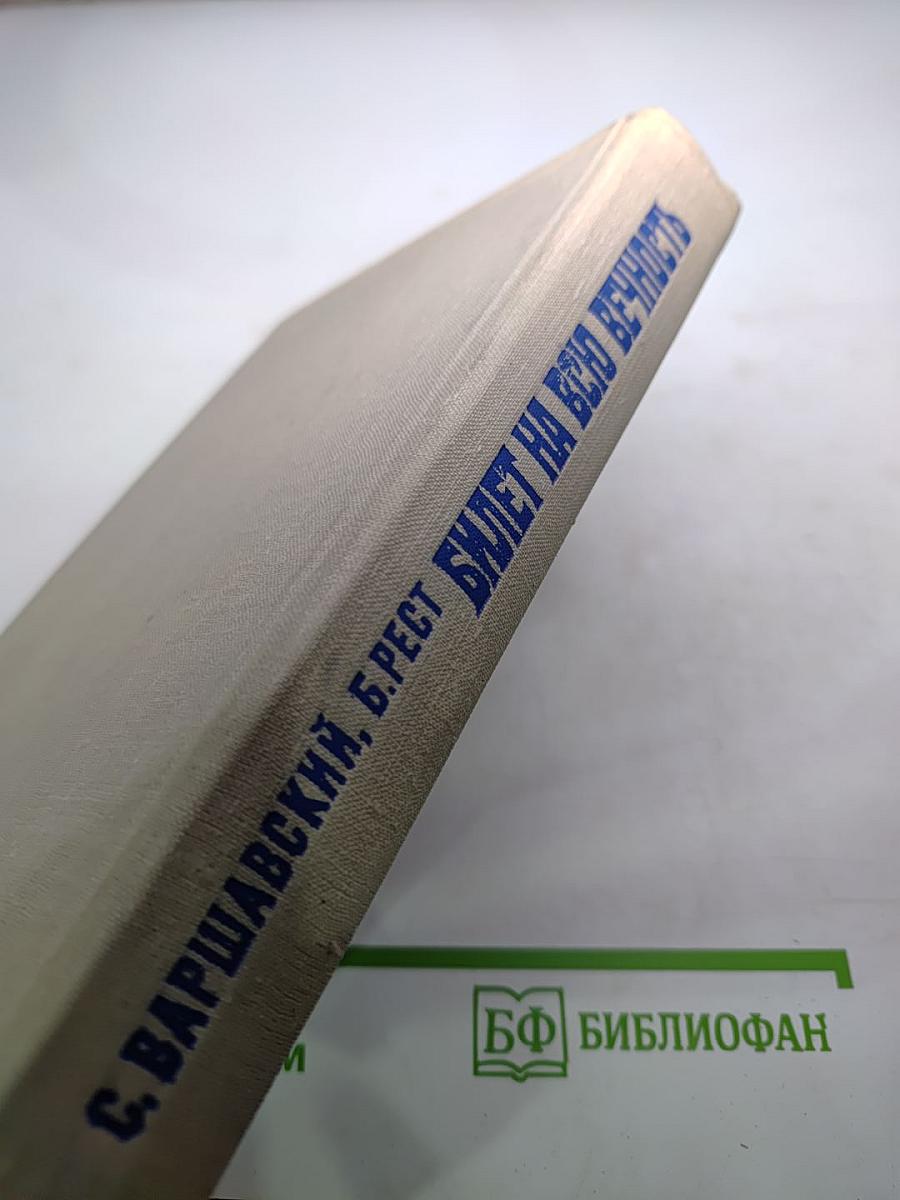 С. ВАРШАВСКИЙ, Б. РЕСТ БИЛЕТ НА ВСЮ ВЕЧНОСТЬ
БФ БИБЛИОФАН